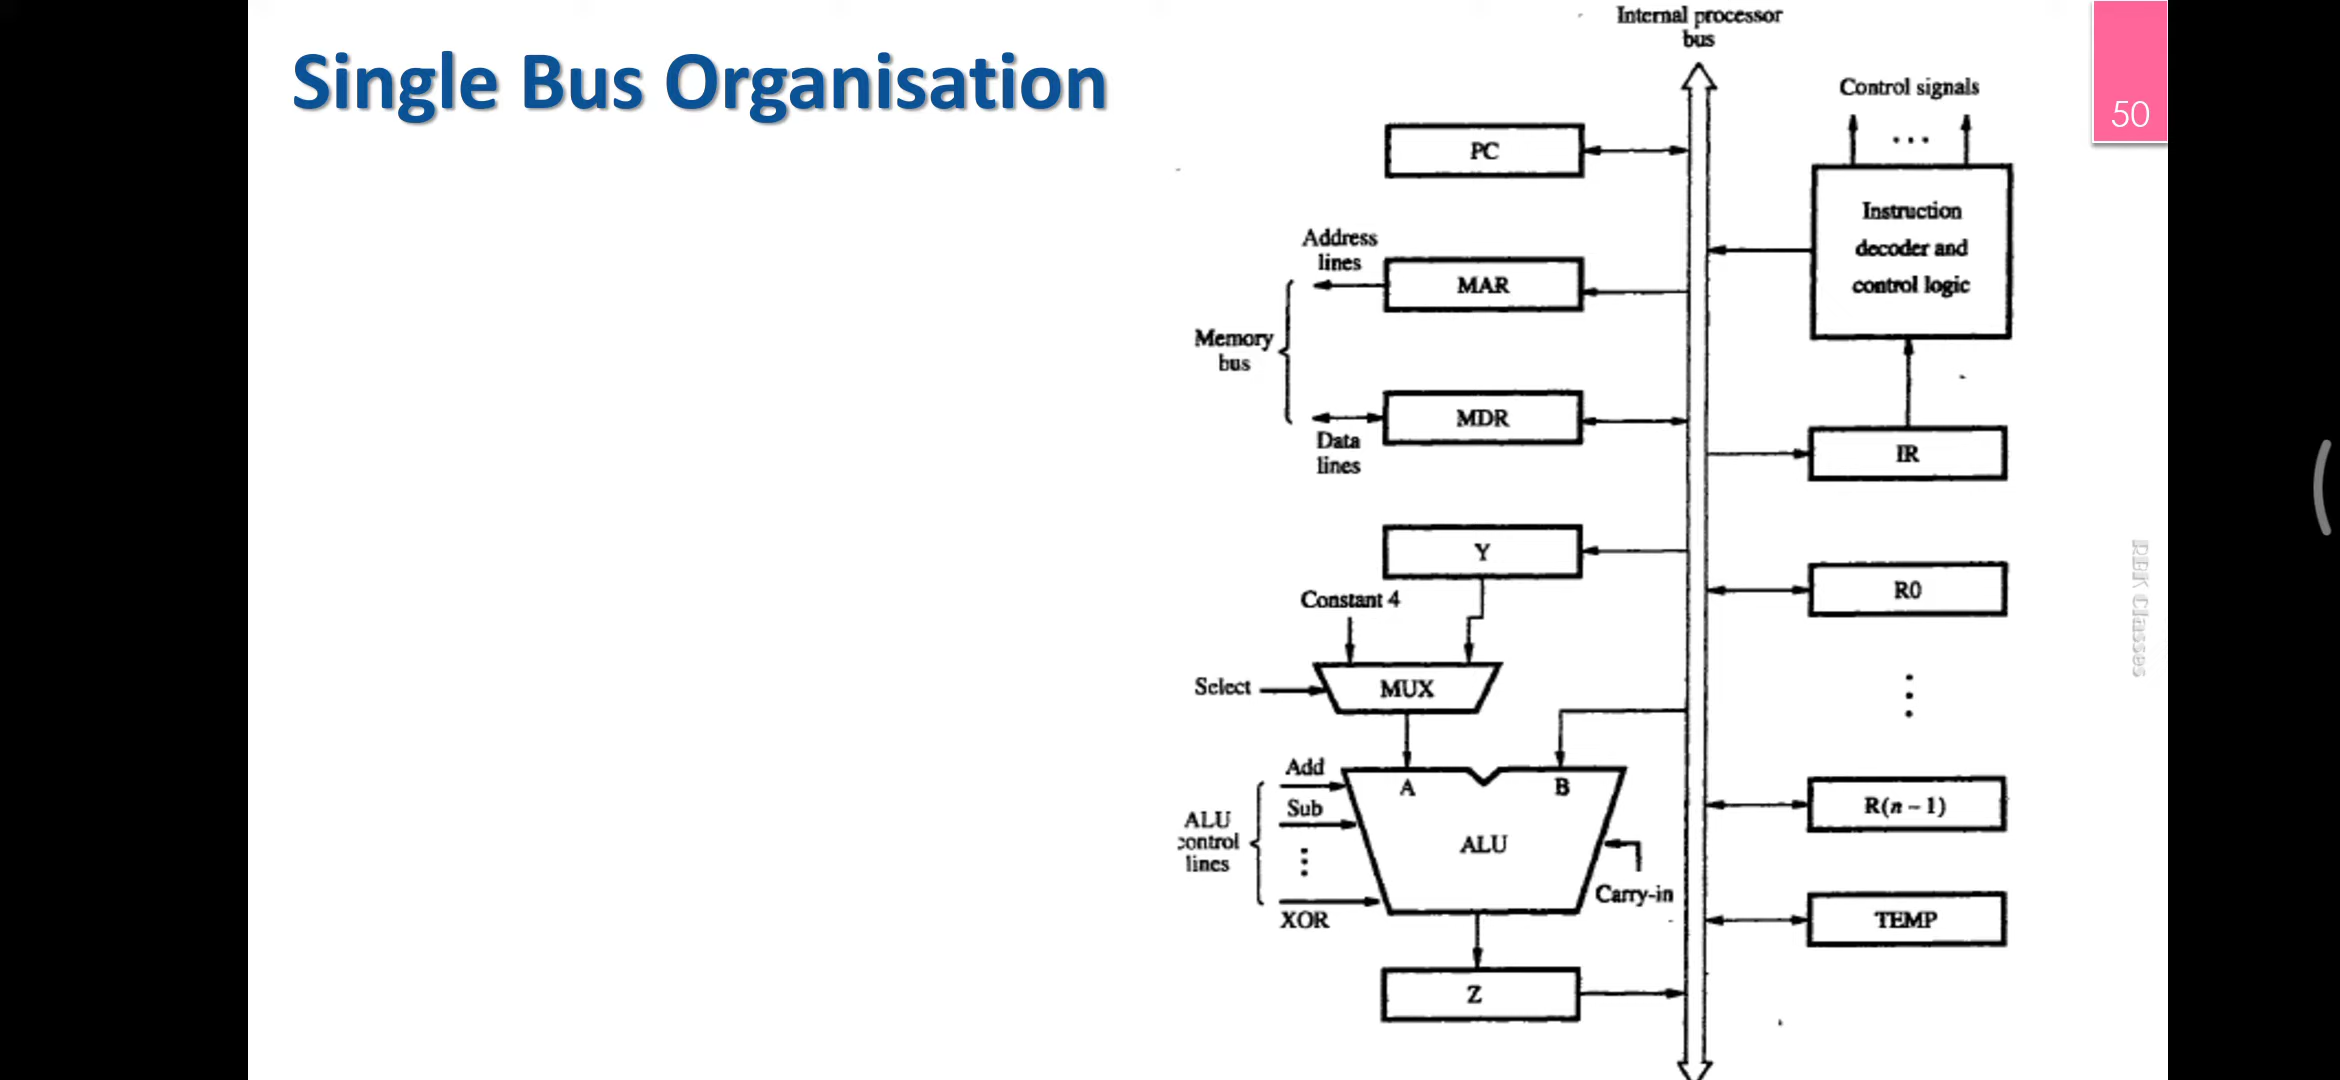 Single Bus Organisation
50
Internal processor
bus
Control signals
...
PC
Instruction
decoder and
control logic
Address
lines
MAR
Memory
bus
MDR
Data
lines
IR
Y
Constant 4
R0
Select
MUX
Add
A
B
Sub
ALU
control
lines
ALU
R(n – 1)
Carry-in
XOR
TEMP
Z
Classes